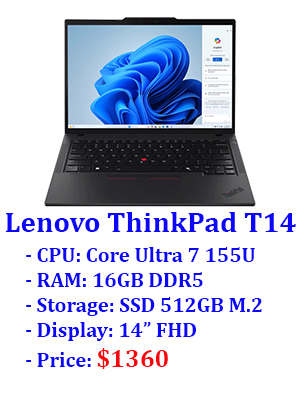 Lenovo ThinkPad T14
- CPU: Core Ultra 7 155U
- RAM: 16GB DDR5
- Storage: SSD 512GB M.2
- Display: 14” FHD
- Price: $1360